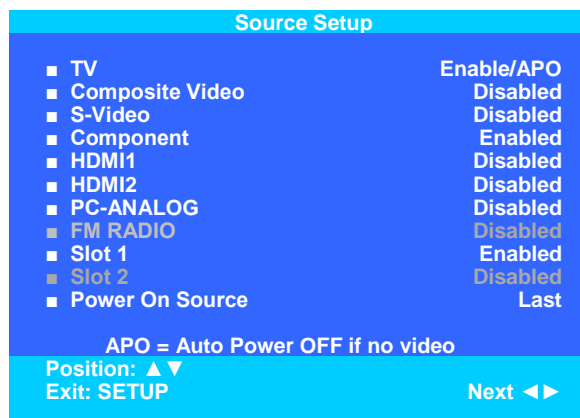 Source Setup
■ TV Enable/APO
■ Composite Video Disabled
■ S-Video Disabled
■ Component Enabled
■ HDMI1 Disabled
■ HDMI2 Disabled
■ PC-ANALOG Disabled
■ FM RADIO Disabled
■ Slot 1 Enabled
■ Slot 2 Disabled
■ Power On Source Last
APO = Auto Power OFF if no video
Position: ▲▼
Exit: SETUP Next ◄►